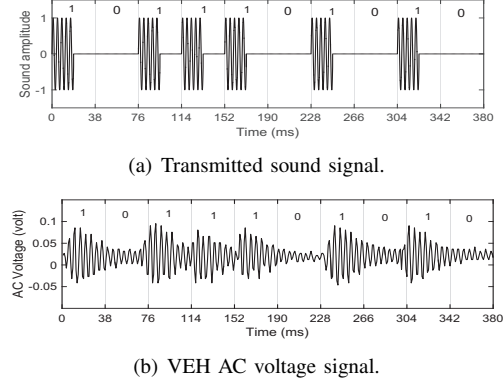 1 0 1 1 1 0 1 0 1 0
Sound amplitude
1
0
-1
0 38 76 114 152 190 228 266 304 342 380
Time (ms)
(a) Transmitted sound signal.
1 0 1 1 1 0 1 0 1 0
AC Voltage (volt)
0.1
0.05
0
-0.05
0 38 76 114 152 190 228 266 304 342 380
Time (ms)
(b) VEH AC voltage signal.